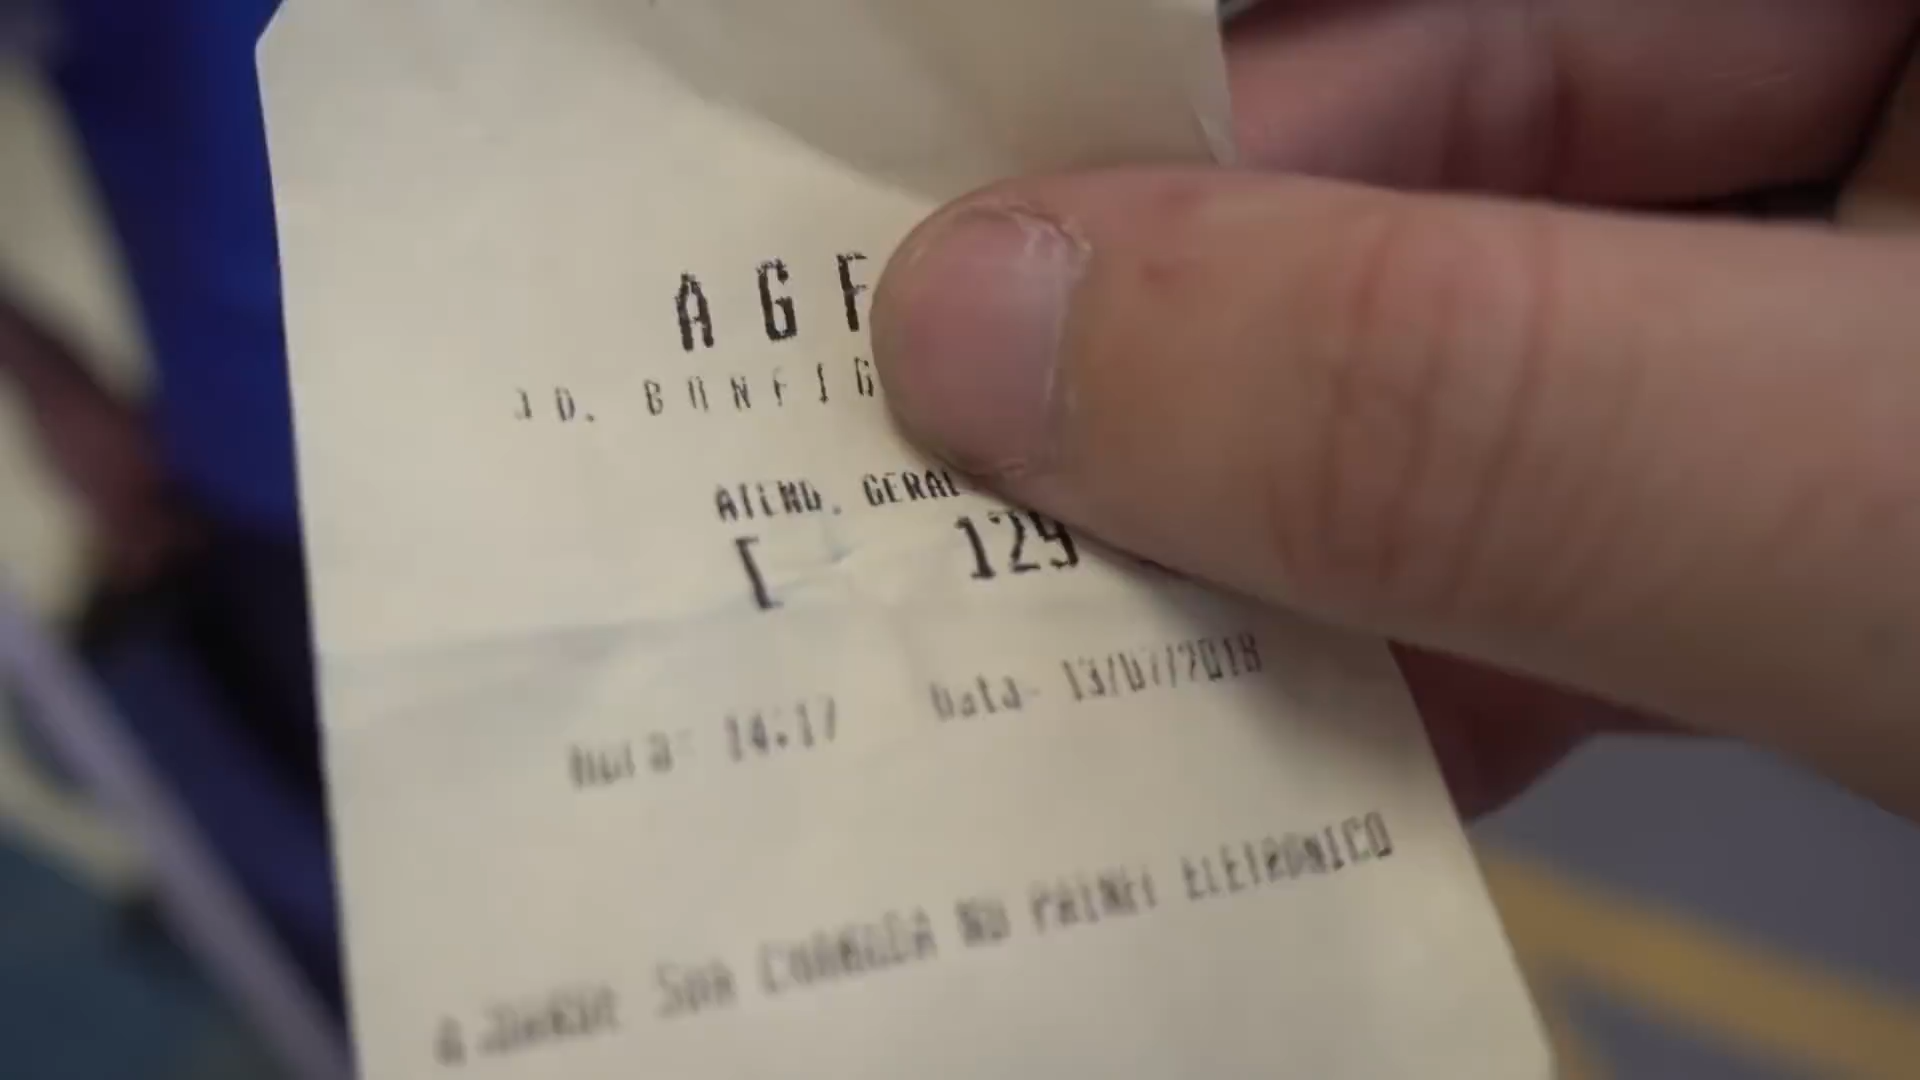 AGF
JD. BONFIG
ATEND. GERAL
[ 129
Hora- 14:17 Data- 13/07/2018
AGUARDE SUA CHAMADA NO PAINEL ELETRONICO